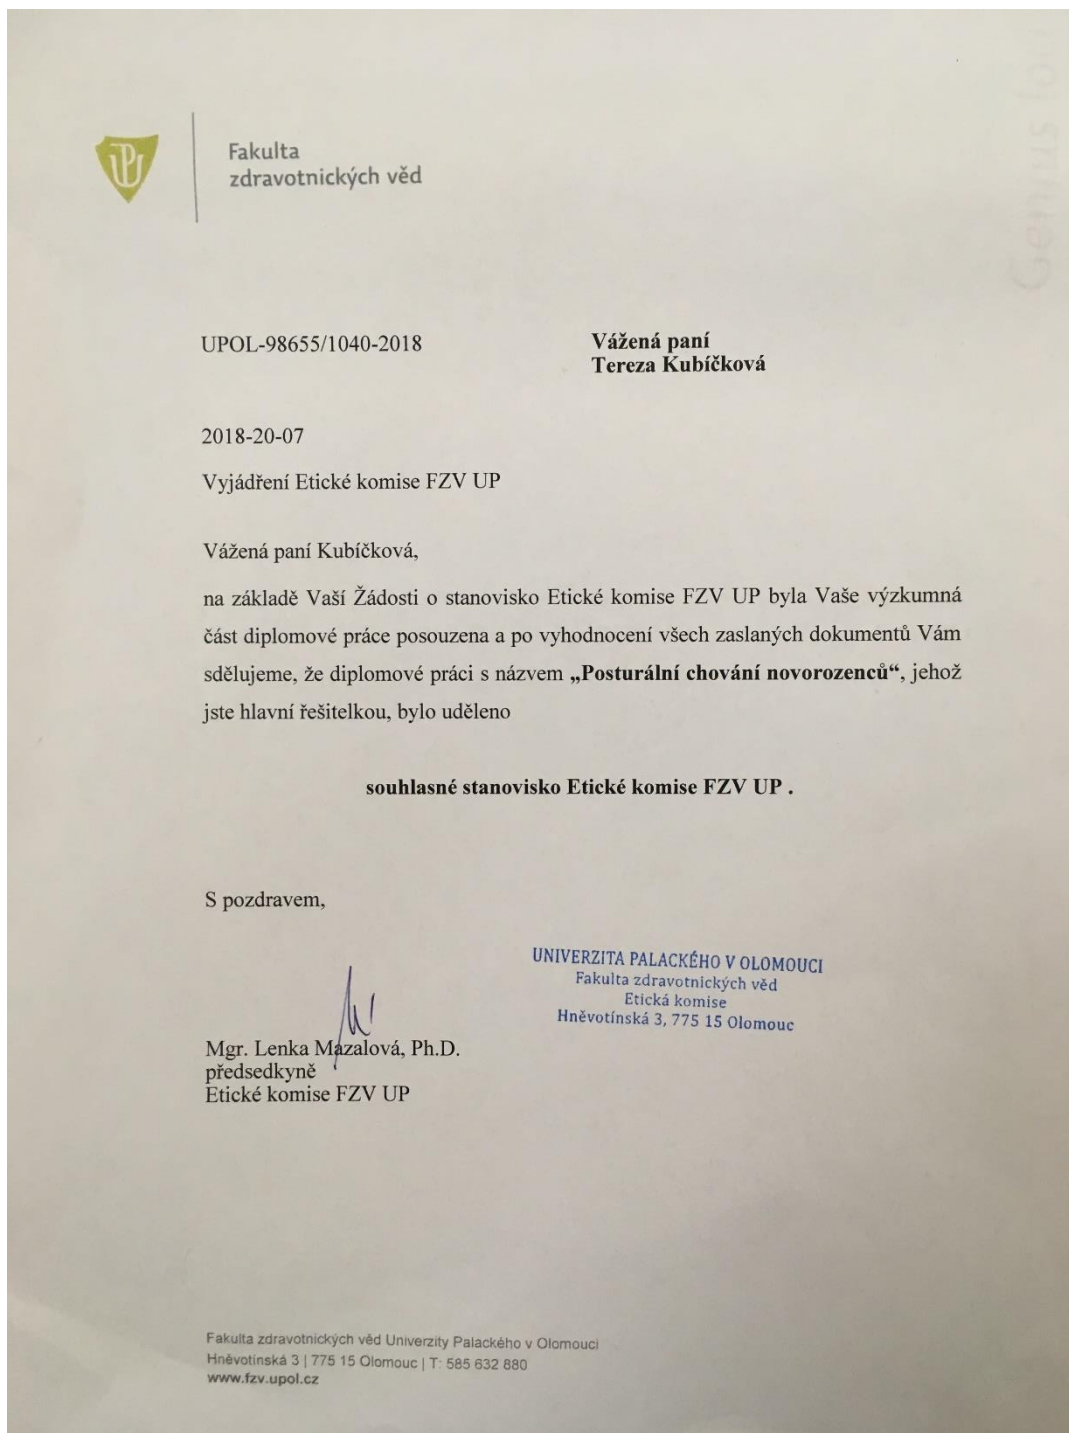 Fakulta
zdravotnických věd
UPOL-98655/1040-2018
Vážená paní
Tereza Kubíčková
2018-20-07
Vyjádření Etické komise FZV UP
Vážená paní Kubíčková,
na základě Vaší Žádosti o stanovisko Etické komise FZV UP byla Vaše výzkumná
část diplomové práce posouzena a po vyhodnocení všech zaslaných dokumentů Vám
sdělujeme, že diplomové práci s názvem „Posturální chování novorozenců“, jehož
jste hlavní řešitelkou, bylo uděleno
souhlasné stanovisko Etické komise FZV UP .
S pozdravem,
UNIVERZITA PALACKÉHO V OLOMOUCI
Fakulta zdravotnických věd
Etická komise
Hněvotínská 3, 775 15 Olomouc
Mgr. Lenka Mazalová, Ph.D.
předsedkyně
Etické komise FZV UP
Fakulta zdravotnických věd Univerzity Palackého v Olomouci
Hněvotínská 3 | 775 15 Olomouc | T: 585 632 880
www.fzv.upol.cz